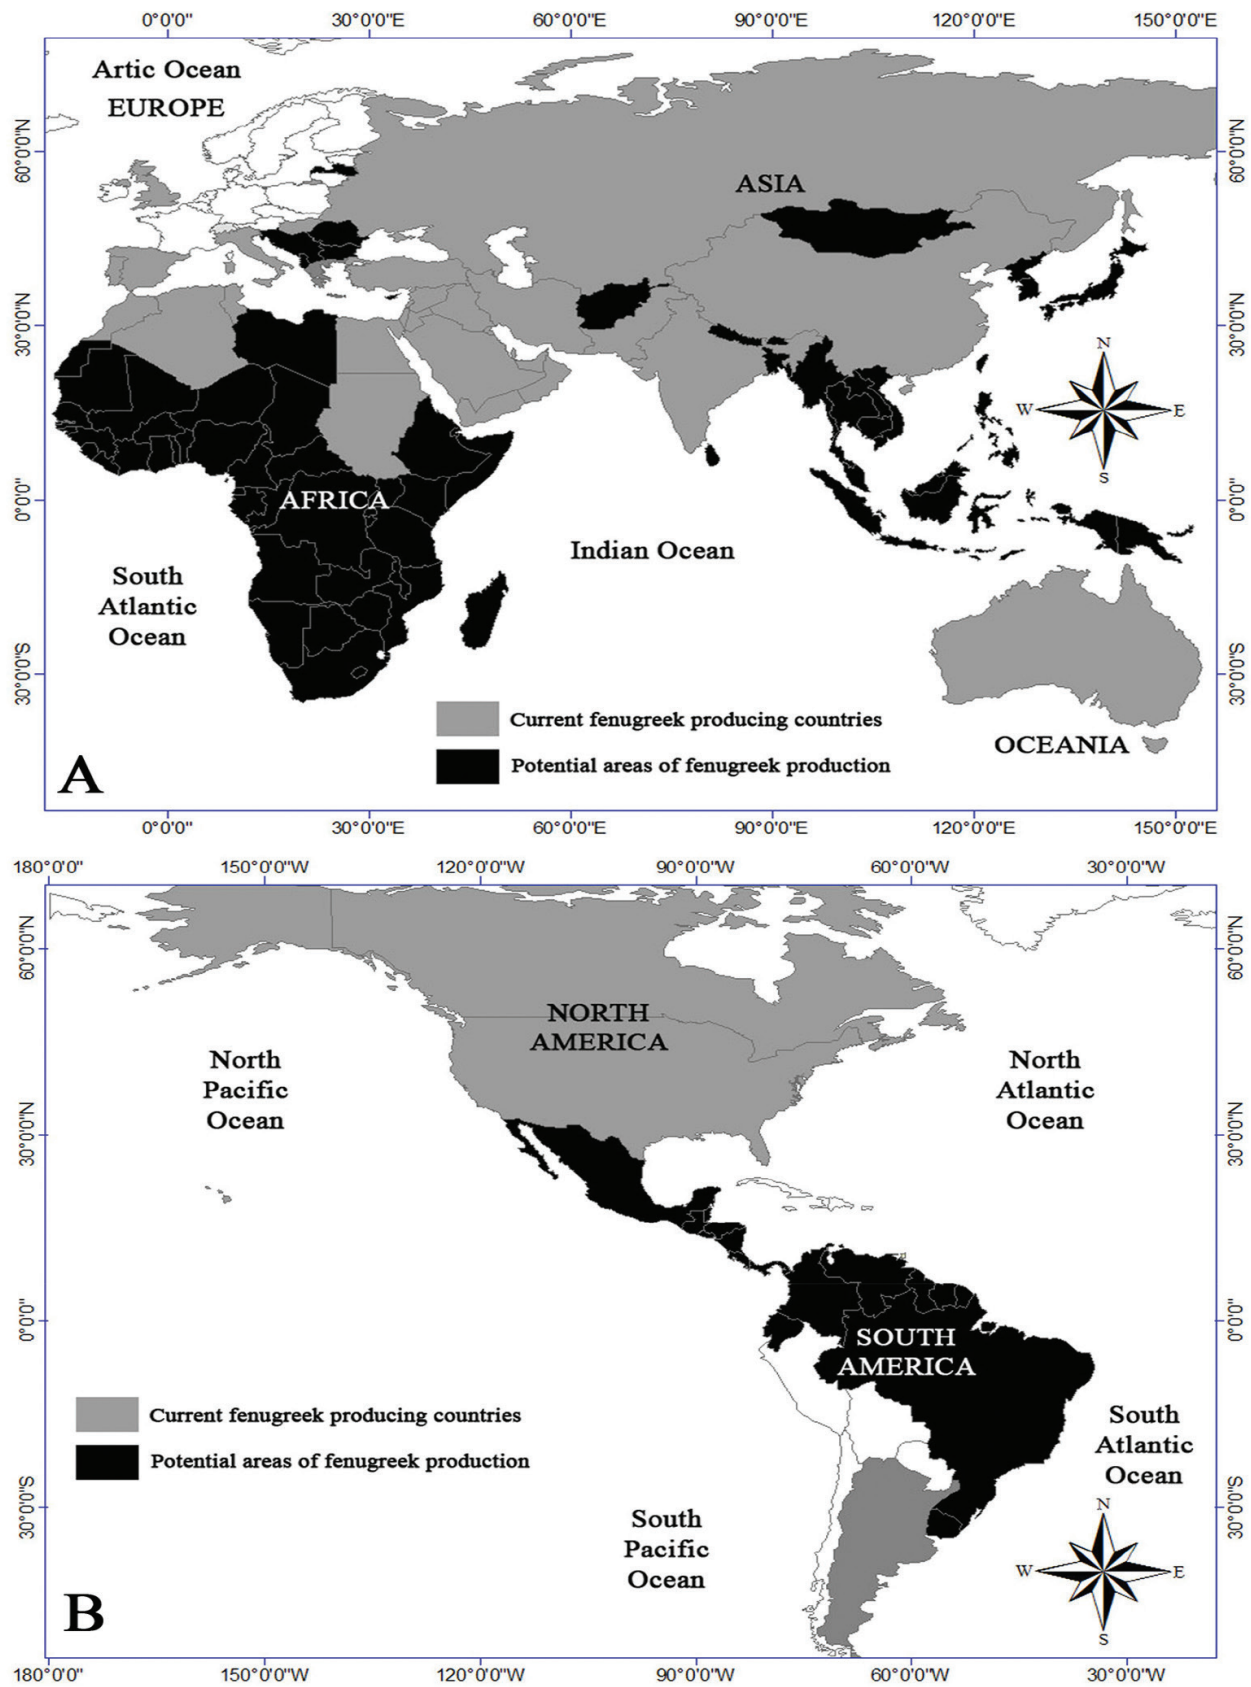 0°0'0" 30°0'0"E 60°0'0"E 90°0'0"E 120°0'0"E 150°0'0"E
Artic Ocean
EUROPE
60°0'0"N
60°0'0"N
ASIA
30°0'0"N
30°0'0"N
N
W
E
S
AFRICA
0°0'0"
0°0'0"
Indian Ocean
South
Atlantic
Ocean
30°0'0"S
30°0'0"S
Current fenugreek producing countries
OCEANIA
Potential areas of fenugreek production
A
0°0'0" 30°0'0"E 60°0'0"E 90°0'0"E 120°0'0"E 150°0'0"E
180°0'0" 150°0'0"W 120°0'0"W 90°0'0"W 60°0'0"W 30°0'0"W
60°0'0"N
60°0'0"N
NORTH
AMERICA
North
Pacific
Ocean
North
Atlantic
Ocean
30°0'0"N
30°0'0"N
0°0'0"
0°0'0"
SOUTH
AMERICA
Current fenugreek producing countries
Potential areas of fenugreek production
South
Atlantic
Ocean
30°0'0"S
30°0'0"S
South
Pacific
Ocean
N
W
E
S
B
180°0'0" 150°0'0"W 120°0'0"W 90°0'0"W 60°0'0"W 30°0'0"W